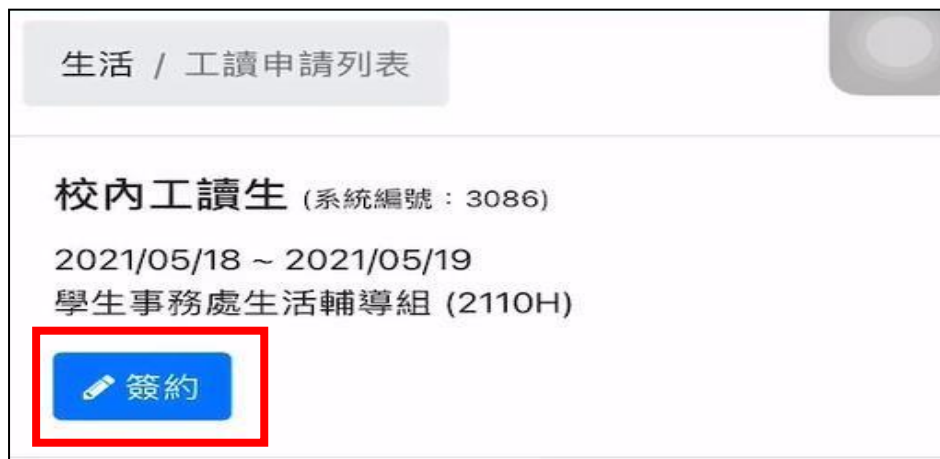 生活 / 工讀申請列表
校內工讀生 (系統編號：3086)
2021/05/18 ~ 2021/05/19
學生事務處生活輔導組 (2110H)
簽約